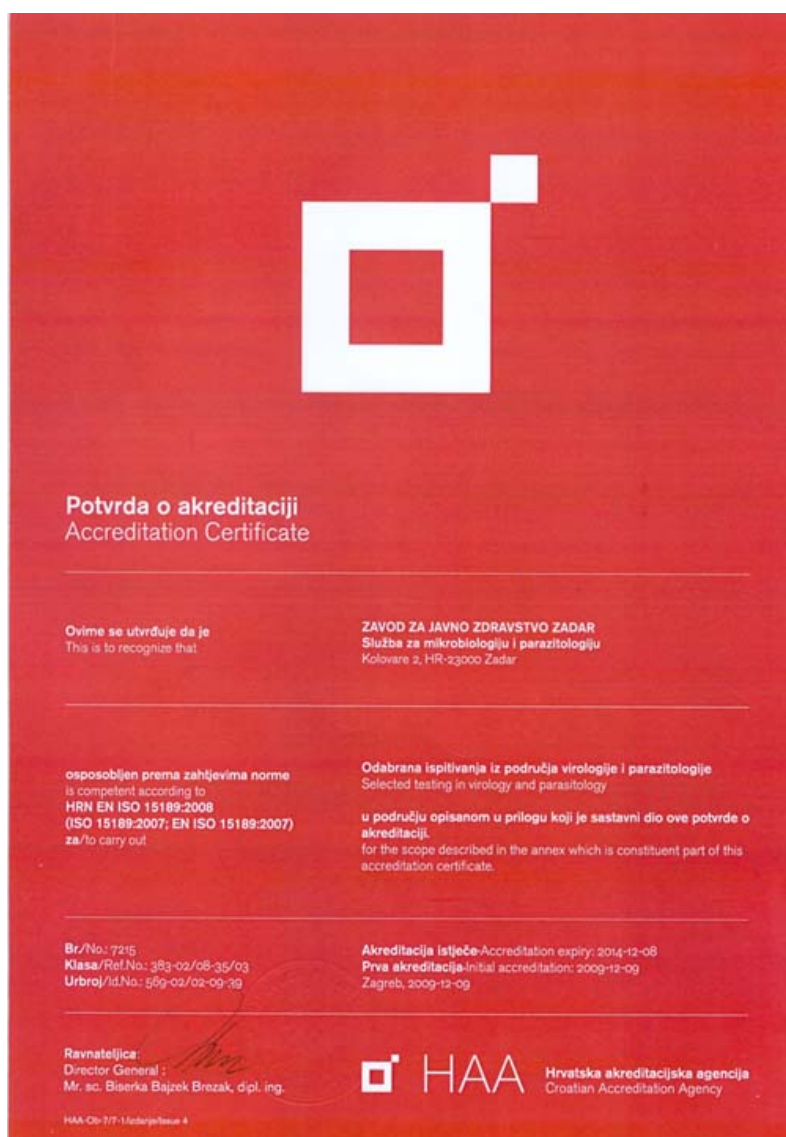 Potvrda o akreditaciji
Accreditation Certificate
Ovime se utvrđuje da je
This is to recognize that
ZAVOD ZA JAVNO ZDRAVSTVO ZADAR
Služba za mikrobiologiju i parazitologiju
Kolovare 2, HR-23000 Zadar
osposobljen prema zahtjevima norme
is competent according to
HRN EN ISO 15189:2008
(ISO 15189:2007; EN ISO 15189:2007)
za/to carry out
Odabrana ispitivanja iz područja virologije i parazitologije
Selected testing in virology and parasitology
u području opisanom u prilogu koji je sastavni dio ove potvrde o
akreditaciji.
for the scope described in the annex which is constituent part of this
accreditation certificate.
Br./No.: 7215
Klasa/Ref.No.: 383-02/08-35/03
Urbroj/Id.No.: 569-02/02-09-39
Akreditacija istječe-Accreditation expiry: 2014-12-08
Prva akreditacija-Initial accreditation: 2009-12-09
Zagreb, 2009-12-09
Ravnateljica:
Director General :
Mr. sc. Biserka Bajzek Brezak, dipl. ing.
HAA
Hrvatska akreditacijska agencija
Croatian Accreditation Agency
HAA-Ob-7/7-1/izdanje/Issue 4